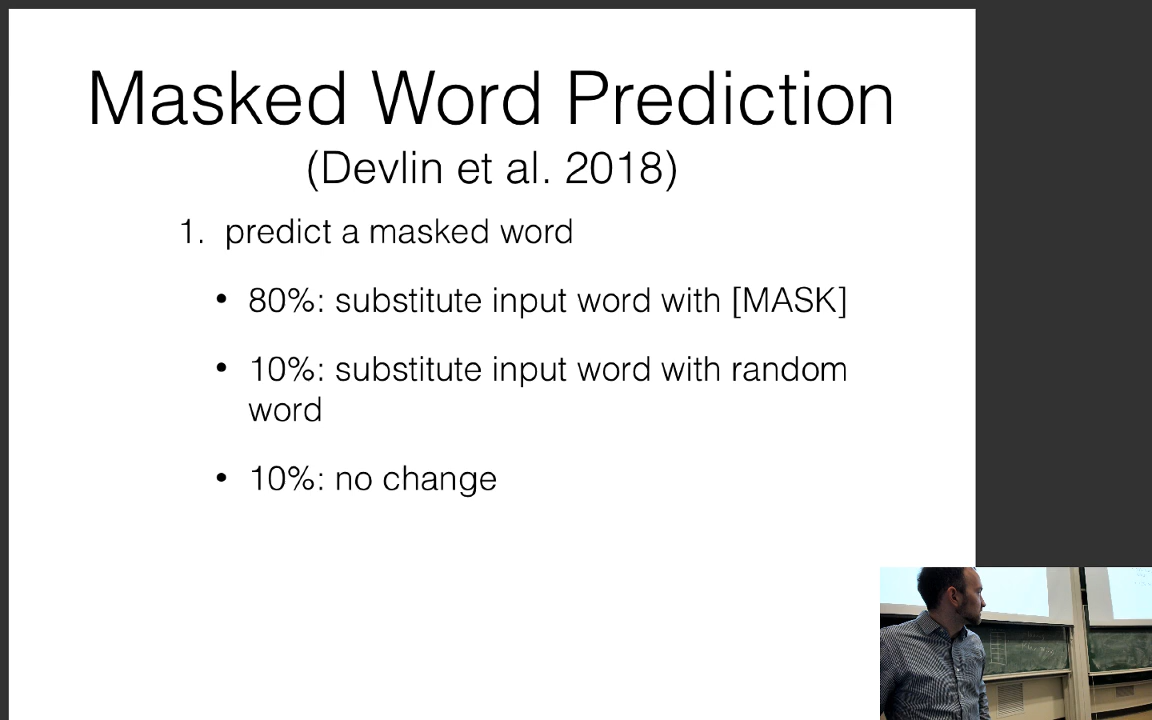 Masked Word Prediction
(Devlin et al. 2018)
1. predict a masked word
• 80%: substitute input word with [MASK]
• 10%: substitute input word with random
word
• 10%: no change